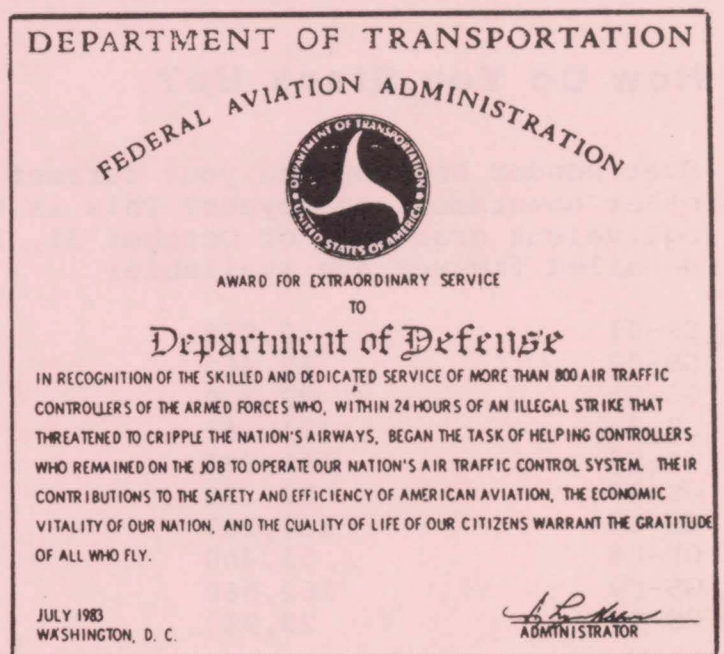 DEPARTMENT OF TRANSPORTATION
FEDERAL AVIATION ADMINISTRATION
DEPARTMENT OF TRANSPORTATION
UNITED STATES OF AMERICA
AWARD FOR EXTRAORDINARY SERVICE
TO
Department of Defense
IN RECOGNITION OF THE SKILLED AND DEDICATED SERVICE OF MORE THAN 800 AIR TRAFFIC
CONTROLLERS OF THE ARMED FORCES WHO, WITHIN 24 HOURS OF AN ILLEGAL STRIKE THAT
THREATENED TO CRIPPLE THE NATION'S AIRWAYS, BEGAN THE TASK OF HELPING CONTROLLERS
WHO REMAINED ON THE JOB TO OPERATE OUR NATION'S AIR TRAFFIC CONTROL SYSTEM. THEIR
CONTRIBUTIONS TO THE SAFETY AND EFFICIENCY OF AMERICAN AVIATION, THE ECONOMIC
VITALITY OF OUR NATION, AND THE QUALITY OF LIFE OF OUR CITIZENS WARRANT THE GRATITUDE
OF ALL WHO FLY.
JULY 1983
WASHINGTON, D. C.
ADMINISTRATOR